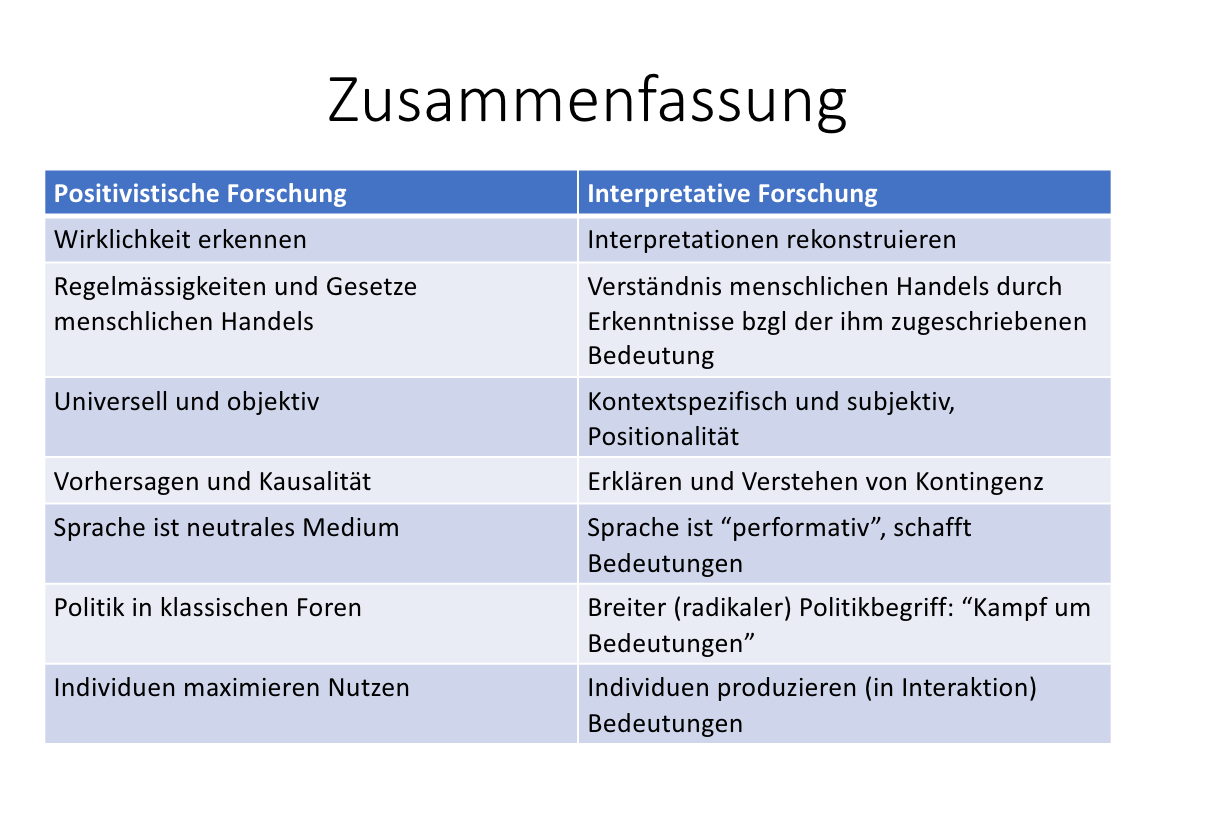 Zusammenfassung
Positivistische Forschung
Interpretative Forschung
Wirklichkeit erkennen
Interpretationen rekonstruieren
Regelmässigkeiten und Gesetze
menschlichen Handels
Verständnis menschlichen Handels durch
Erkenntnisse bzgl der ihm zugeschriebenen
Bedeutung
Universell und objektiv
Kontextspezifisch und subjektiv,
Positionalität
Vorhersagen und Kausalität
Erklären und Verstehen von Kontingenz
Sprache ist neutrales Medium
Sprache ist “performativ”, schafft
Bedeutungen
Politik in klassischen Foren
Breiter (radikaler) Politikbegriff: “Kampf um
Bedeutungen”
Individuen maximieren Nutzen
Individuen produzieren (in Interaktion)
Bedeutungen